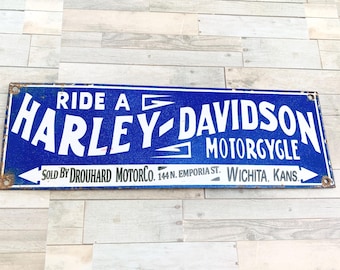 RIDE A
HARLEY-DAVIDSON
MOTORCYCLE
SOLD BY DROUHARD MOTOR CO. 144 N. EMPORIA ST. WICHITA, KANS.